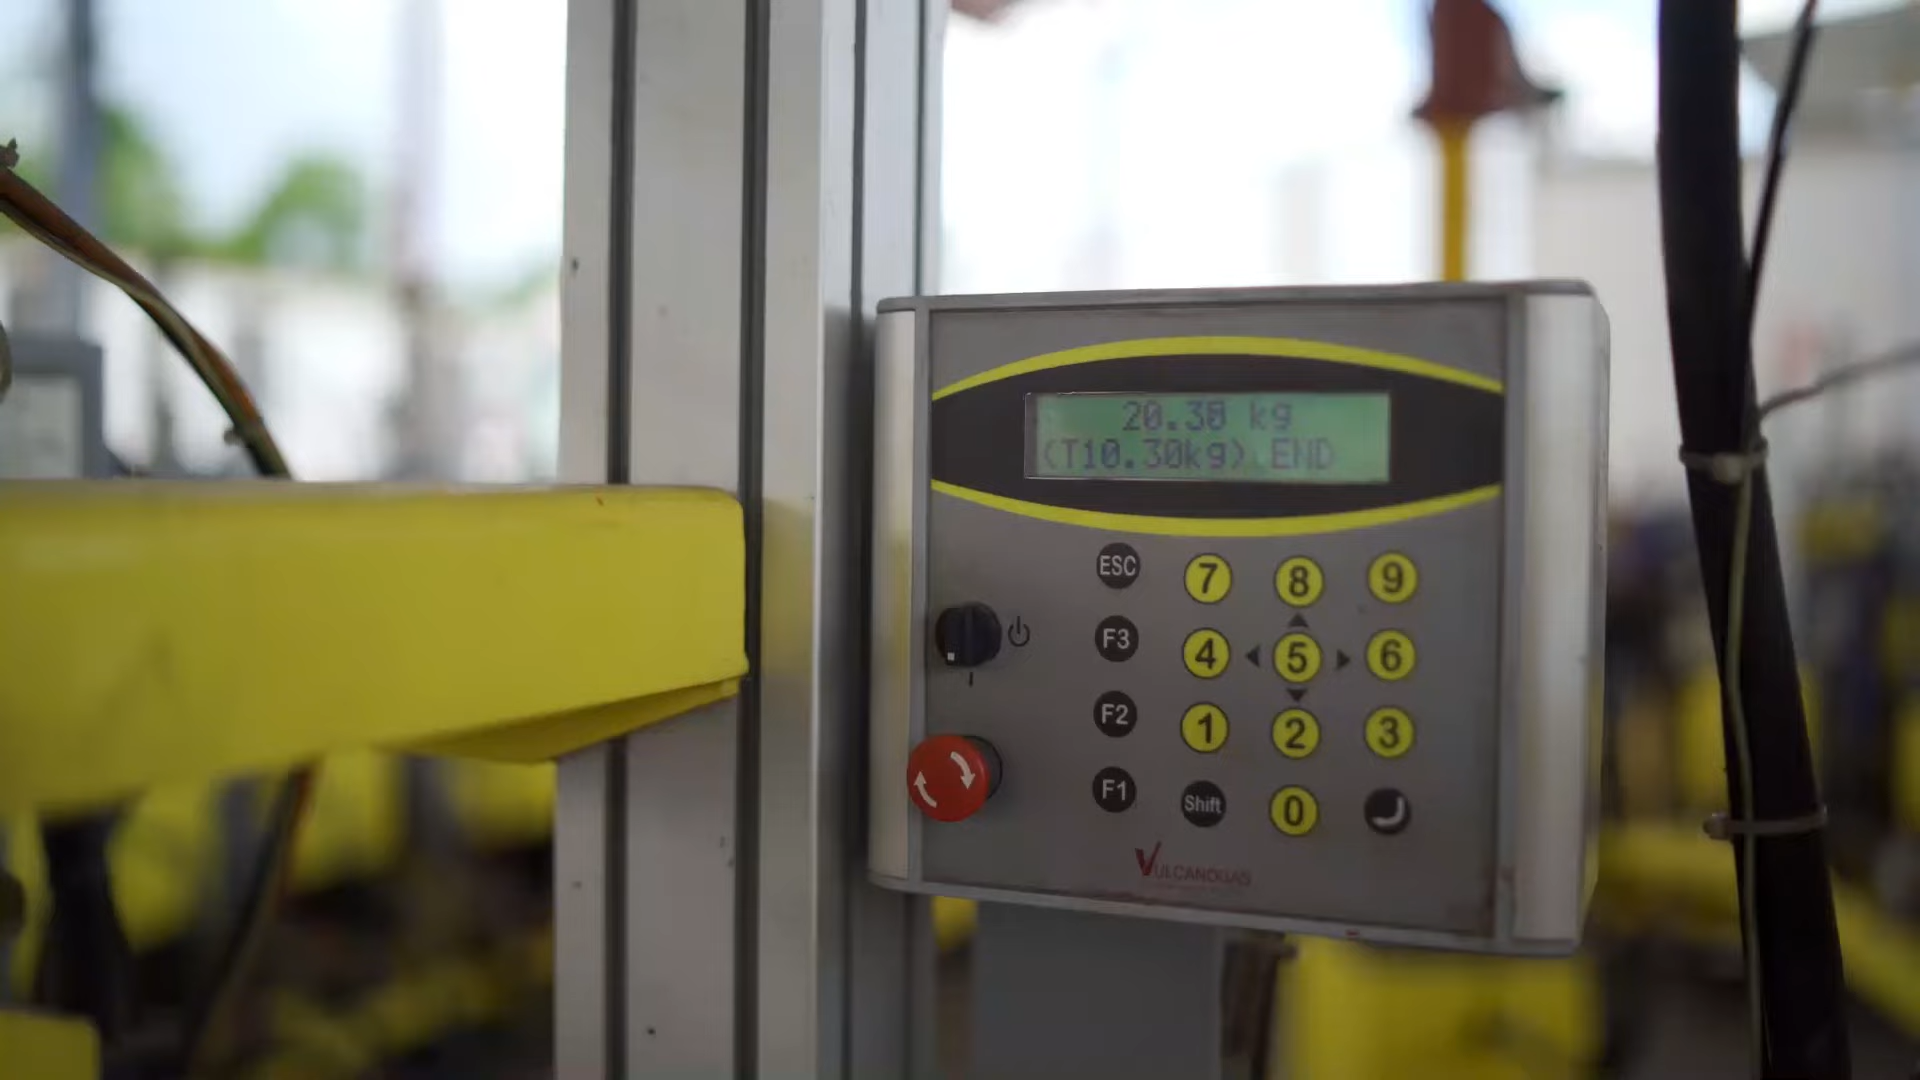 20.30 kg
(T10.30kg) END
ESC 7 8 9
F3 4 5 6
F2 1 2 3
F1 Shift 0
VULCANOGAS